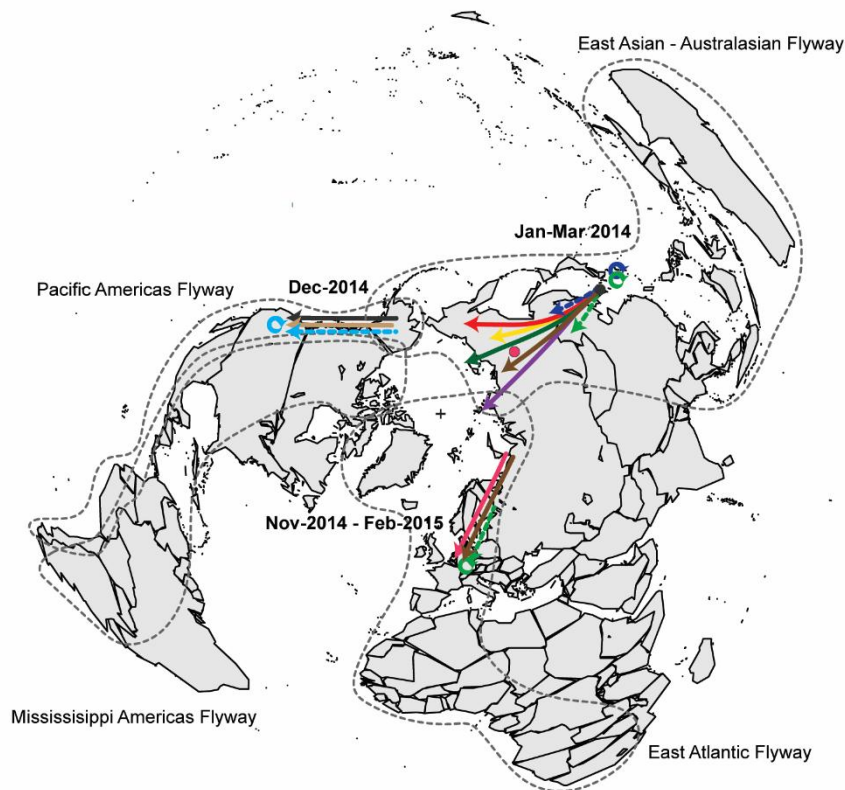 East Asian - Australasian Flyway
Jan-Mar 2014
Dec-2014
Pacific Americas Flyway
Nov-2014 - Feb-2015
Mississisippi Americas Flyway
East Atlantic Flyway